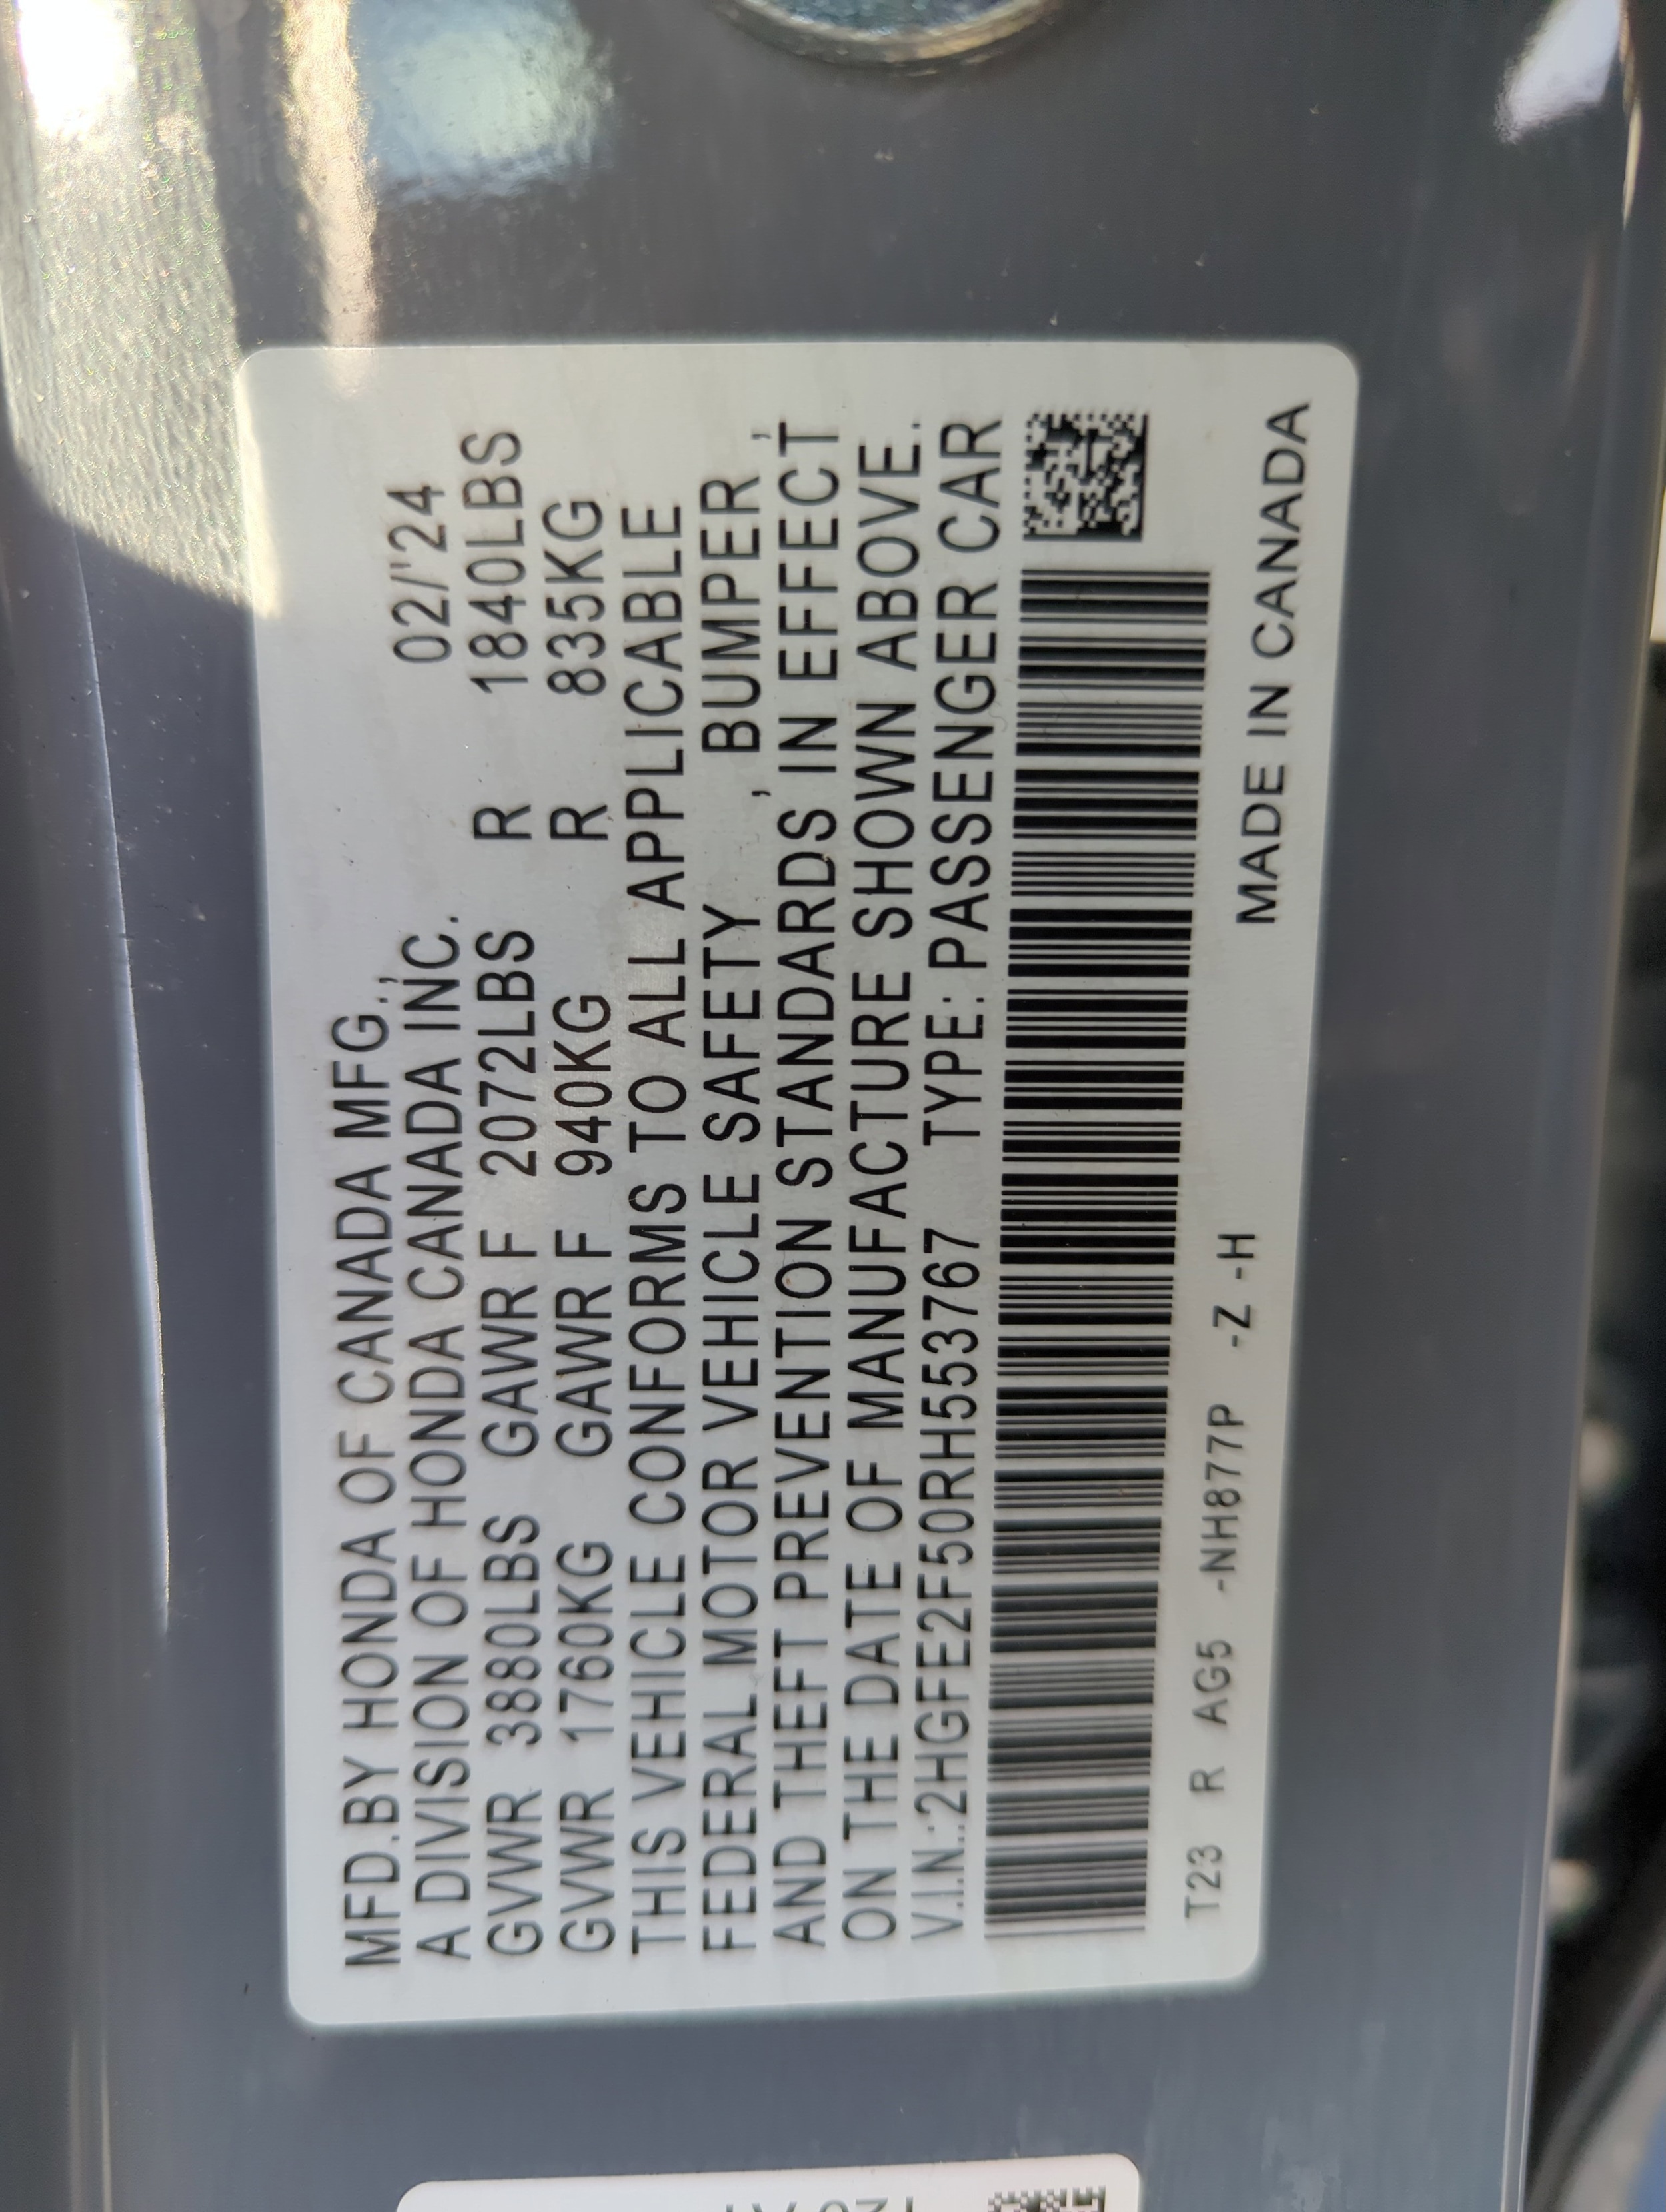 MFD.BY HONDA OF CANADA MFG.,
A DIVISION OF HONDA CANADA INC. 02/'24
GVWR 3880LBS GAWR F 2072LBS R 1840LBS
GVWR 1760KG GAWR F 940KG R 835KG
THIS VEHICLE CONFORMS TO ALL APPLICABLE
FEDERAL MOTOR VEHICLE SAFETY , BUMPER ,
AND THEFT PREVENTION STANDARDS IN EFFECT
ON THE DATE OF MANUFACTURE SHOWN ABOVE.
V.I.N.:2HGFE2F50RH553767 TYPE: PASSENGER CAR
T23 R AG5 -NH877P -Z -H MADE IN CANADA